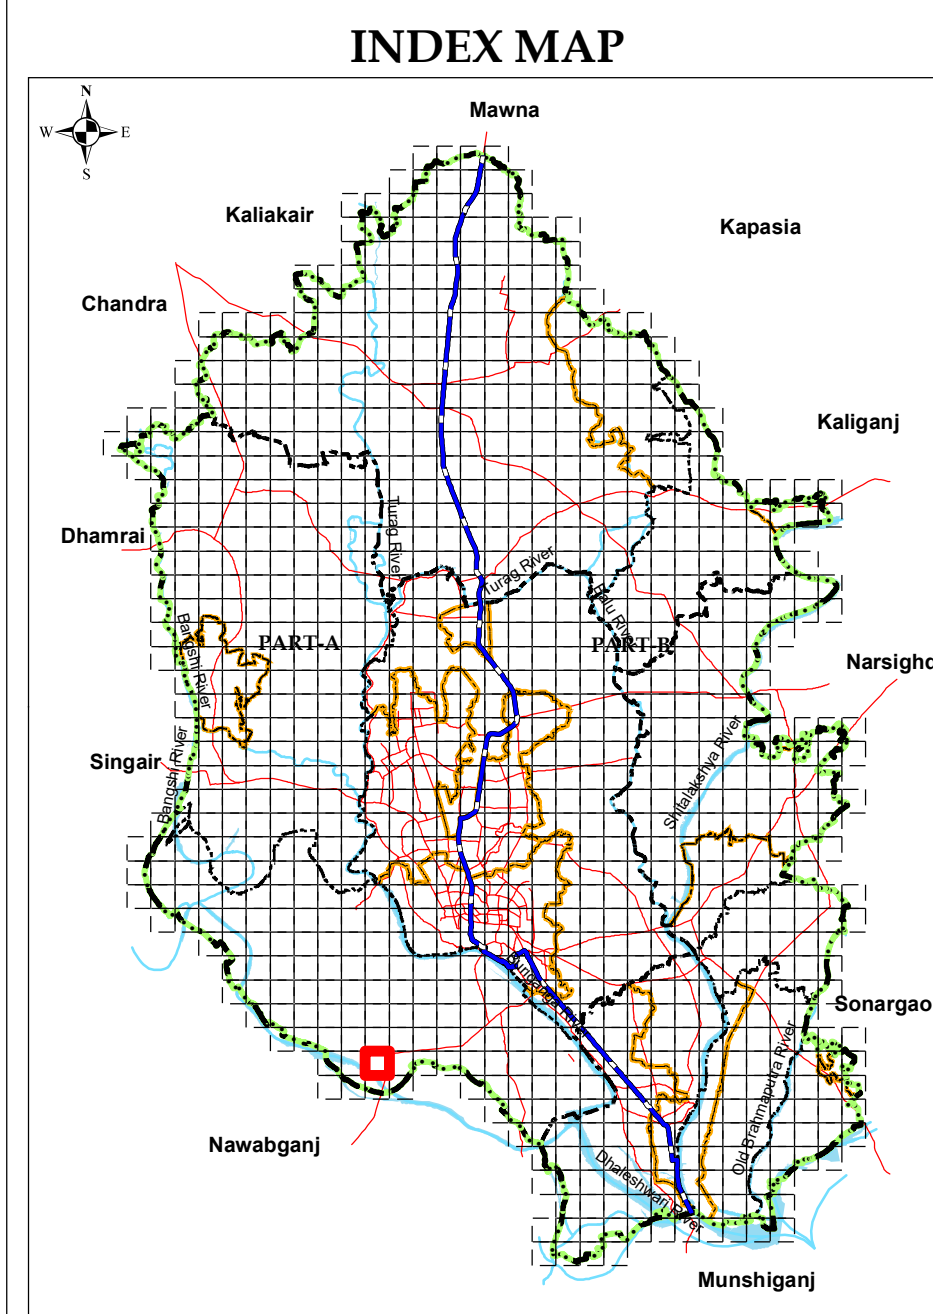 INDEX MAP
N
W E
S
Mawna
Kaliakair
Kapasia
Chandra
Kaliganj
Dhamrai
Turag River
Turag River
Balu River
Bangshi River
PART-A
PART-B
Narsighd
Shitalakshya River
Singair
Bangshi River
Sonargao
Buriganga River
Old Brahmaputra River
Nawabganj
Dhaleshwari River
Munshiganj